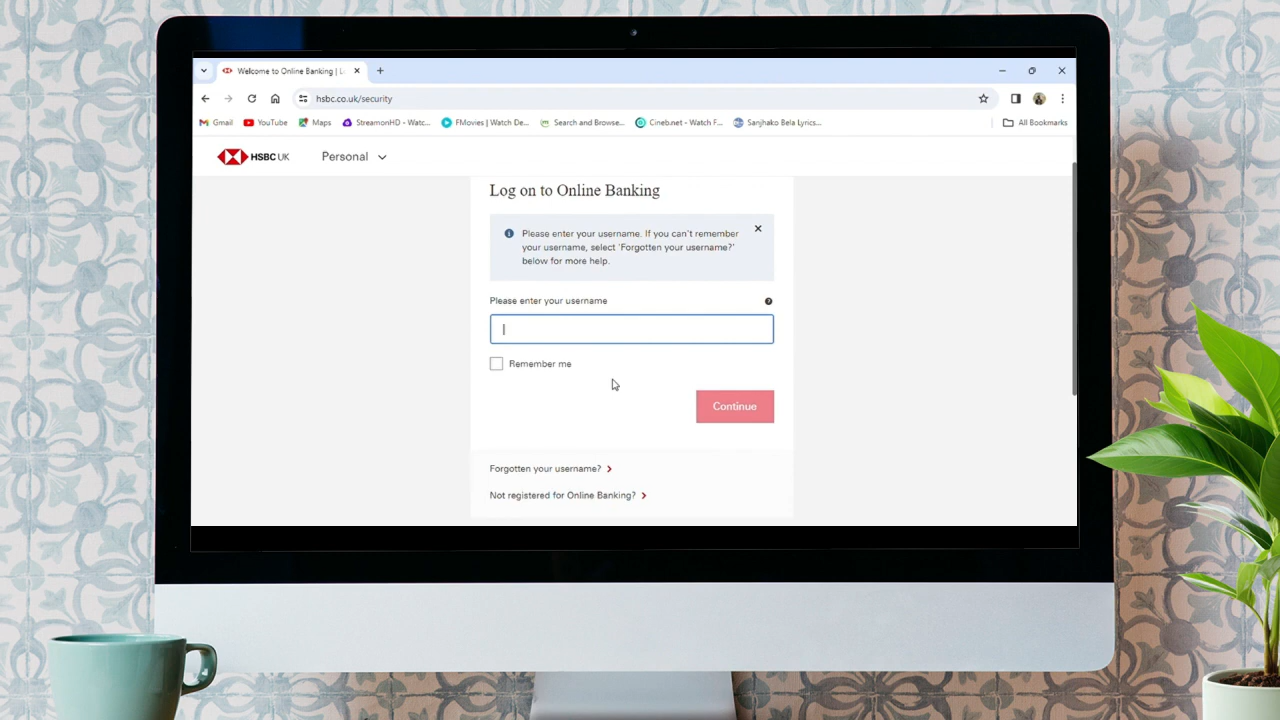 Welcome to Online Banking | Lo
hsbc.co.uk/security
Gmail YouTube Maps StreamonHD - Watc... FMovies | Watch De... Search and Browse... Cineb.net - Watch F... Sanjhako Bela Lyrics... All Bookmarks
HSBC UK Personal
Log on to Online Banking
Please enter your username. If you can't remember
your username, select 'Forgotten your username?'
below for more help.
Please enter your username
Remember me
Continue
Forgotten your username?
Not registered for Online Banking?